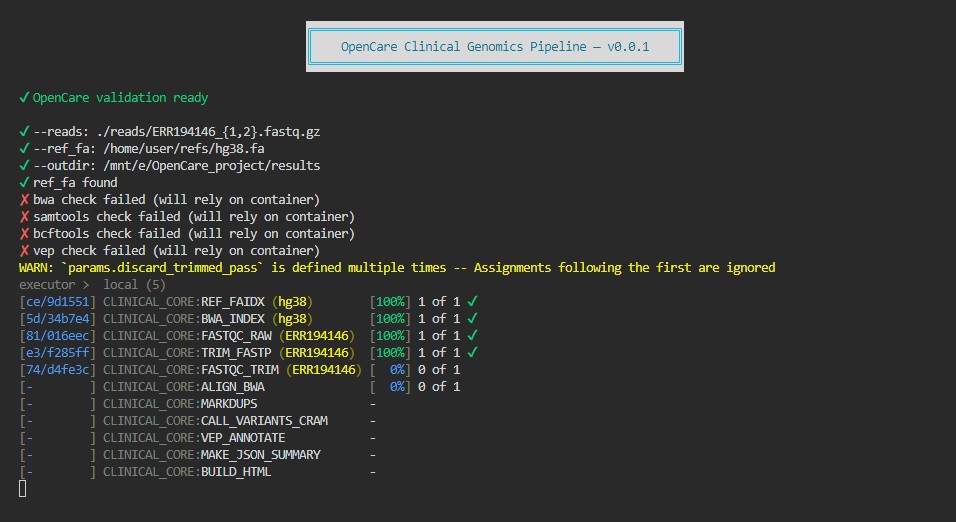 OpenCare Clinical Genomics Pipeline — v0.0.1
✓ OpenCare validation ready
✓ --reads: ./reads/ERR194146_{1,2}.fastq.gz
✓ --ref_fa: /home/user/refs/hg38.fa
✓ --outdir: /mnt/e/OpenCare_project/results
✓ ref_fa found
✗ bwa check failed (will rely on container)
✗ samtools check failed (will rely on container)
✗ bcftools check failed (will rely on container)
✗ vep check failed (will rely on container)
WARN: `params.discard_trimmed_pass` is defined multiple times -- Assignments following the first are ignored
executor >  local (5)
[ce/9d1551] CLINICAL_CORE:REF_FAIDX (hg38)        [100%] 1 of 1 ✓
[5d/34b7e4] CLINICAL_CORE:BWA_INDEX (hg38)        [100%] 1 of 1 ✓
[81/016eec] CLINICAL_CORE:FASTQC_RAW (ERR194146)  [100%] 1 of 1 ✓
[e3/f285ff] CLINICAL_CORE:TRIM_FASTP (ERR194146)  [100%] 1 of 1 ✓
[74/d4fe3c] CLINICAL_CORE:FASTQC_TRIM (ERR194146) [  0%] 0 of 1
[-        ] CLINICAL_CORE:ALIGN_BWA               [  0%] 0 of 1
[-        ] CLINICAL_CORE:MARKDUPS                -
[-        ] CLINICAL_CORE:CALL_VARIANTS_CRAM      -
[-        ] CLINICAL_CORE:VEP_ANNOTATE            -
[-        ] CLINICAL_CORE:MAKE_JSON_SUMMARY       -
[-        ] CLINICAL_CORE:BUILD_HTML              -